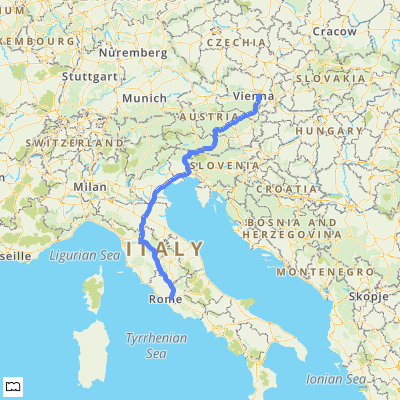 CZECHIA
Cracow
LUXEMBOURG
Nuremberg
SLOVAKIA
Stuttgart
Munich
Vienna
AUSTRIA
HUNGARY
SWITZERLAND
SLOVENIA
Milan
CROATIA
BOSNIA AND
HERZEGOVINA
ITALY
Ligurian Sea
seille
MONTENEGRO
Rome
Skopje
Tyrrhenian
Sea
Ionian Sea